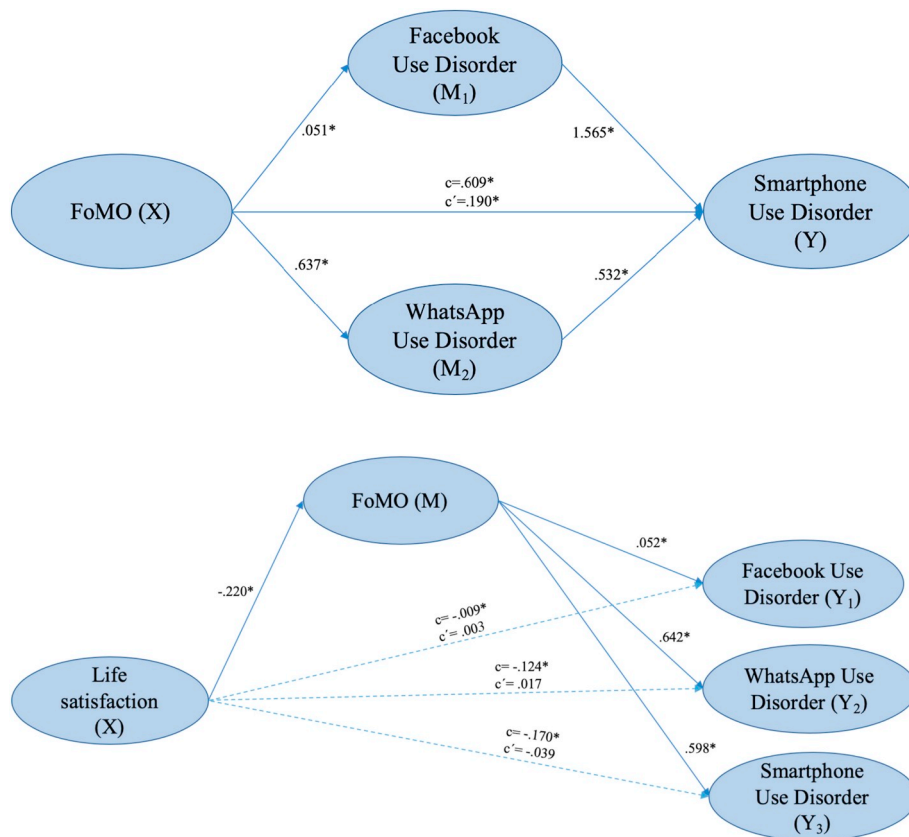 Facebook
Use Disorder
(M₁)
.051*
1.565*
FoMO (X)
c=.609*
c´=.190*
Smartphone
Use Disorder
(Y)
.637*
.532*
WhatsApp
Use Disorder
(M₂)
FoMO (M)
.052*
Facebook Use
Disorder (Y₁)
-.220*
c= -.009*
c´= .003
.642*
Life
satisfaction
(X)
c= -.124*
c´= .017
WhatsApp Use
Disorder (Y₂)
c= -.170*
c´= -.039
.598*
Smartphone
Use Disorder
(Y₃)